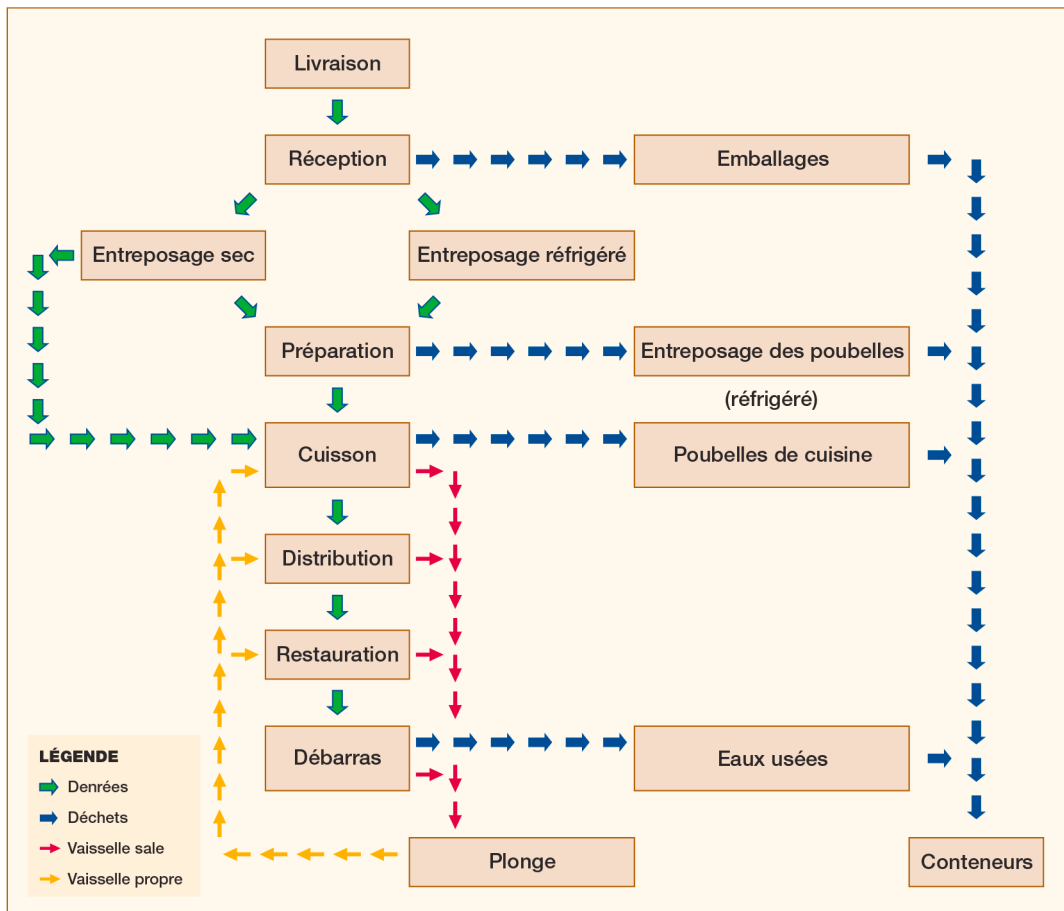 Livraison
Réception
Emballages
Entreposage sec
Entreposage réfrigéré
Préparation
Entreposage des poubelles
(réfrigéré)
Cuisson
Poubelles de cuisine
Distribution
Restauration
Débarras
Eaux usées
Plonge
Conteneurs
LÉGENDE
Denrées
Déchets
Vaisselle sale
Vaisselle propre